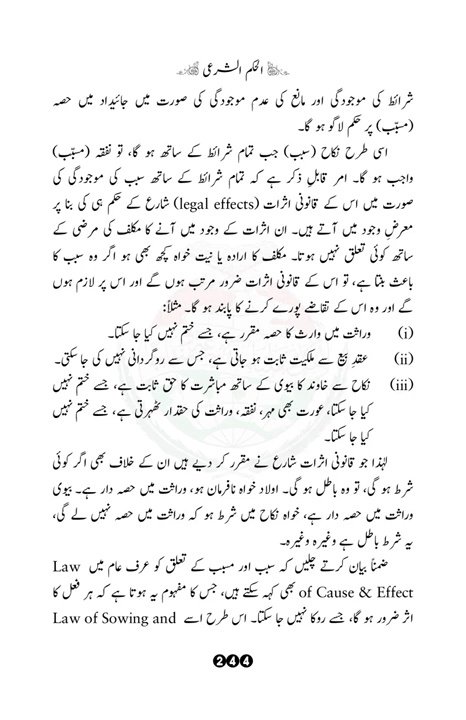 الحکم الشرعی
شرائط کی موجودگی اور مانع کی عدم موجودگی کی صورت میں جائیداد میں حصہ
(مسبّب) پر حکم لاگو ہو گا۔
اسی طرح نکاح (سبب) جب تمام شرائط کے ساتھ ہو گا، تو نفقہ (مسبّب)
واجب ہو گا۔ امر قابلِ ذکر ہے کہ تمام شرائط کے ساتھ سبب کی موجودگی کی
صورت میں اس کے قانونی اثرات (legal effects) شارع کے حکم ہی کی بنا پر
معرضِ وجود میں آتے ہیں۔ ان اثرات کے وجود میں آنے کا مکلف کی مرضی کے
ساتھ کوئی تعلق نہیں ہوتا۔ مکلف کا ارادہ یا نیت خواہ کچھ بھی ہو اگر وہ سبب کا
باعث بنتا ہے، تو اس کے قانونی اثرات ضرور مرتب ہوں گے اور اس پر لازم ہوں
گے اور وہ اس کے تقاضے پورے کرنے کا پابند ہو گا۔ مثلاً:
(i) وراثت میں وارث کا حصہ مقرر ہے، جسے ختم نہیں کیا جا سکتا۔
(ii) عقدِ بیع سے ملکیت ثابت ہو جاتی ہے، جس سے روگردانی نہیں کی جا سکتی۔
(iii) نکاح سے خاوند کا بیوی کے ساتھ مباشرت کا حق ثابت ہے، جسے ختم نہیں
کیا جا سکتا، عورت بھی مہر، نفقہ، وراثت کی حقدار ٹھہرتی ہے، جسے ختم نہیں
کیا جا سکتا۔
لہٰذا جو قانونی اثرات شارع نے مقرر کر دیے ہیں ان کے خلاف بھی اگر کوئی
شرط ہو گی، تو وہ باطل ہو گی۔ اولاد خواہ نافرمان ہو، وراثت میں حصہ دار ہے۔ بیوی
وراثت میں حصہ دار ہے، خواہ نکاح میں شرط ہو کہ وراثت میں حصہ نہیں لے گی،
یہ شرط باطل ہے وغیرہ وغیرہ۔
ضمناً بیان کرتے چلیں کہ سبب اور مسبب کے تعلق کو عرف عام میں Law
of Cause & Effect بھی کہہ سکتے ہیں، جس کا مفہوم یہ ہوتا ہے کہ ہر فعل کا
اثر ضرور ہو گا، جسے روکا نہیں جا سکتا۔ اس طرح اسے Law of Sowing and
244